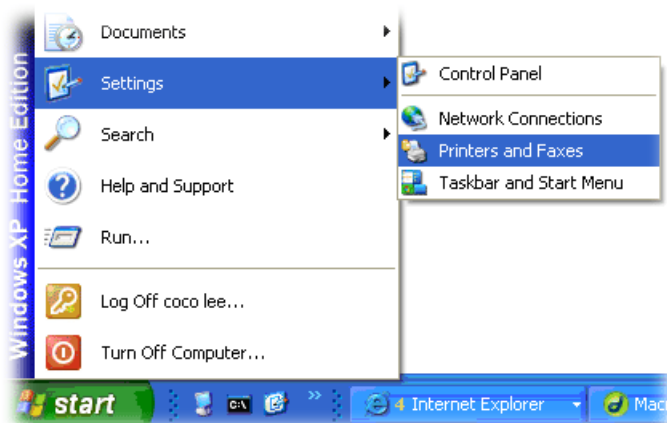 Windows XP Home Edition
Documents
Settings
Search
Help and Support
Run...
Log Off coco lee...
Turn Off Computer...
Control Panel
Network Connections
Printers and Faxes
Taskbar and Start Menu
start
C:\
»
4 Internet Explorer
Mac